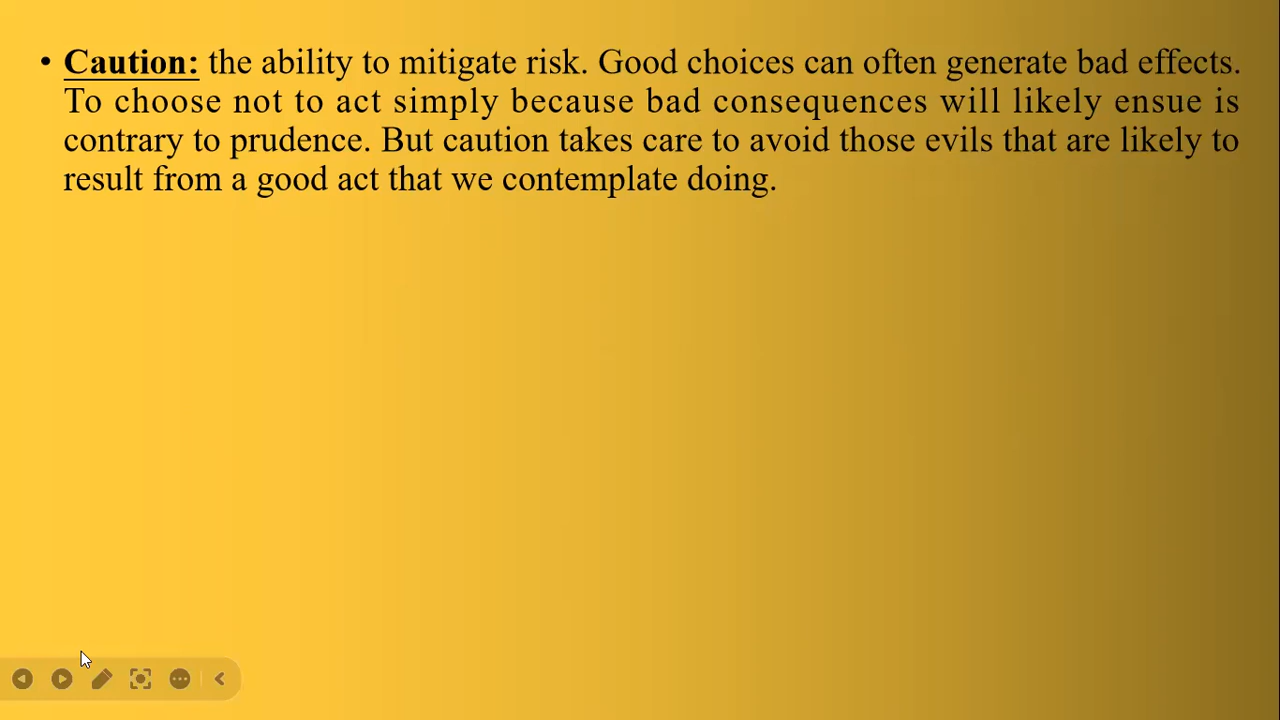 • Caution: the ability to mitigate risk. Good choices can often generate bad effects.
To choose not to act simply because bad consequences will likely ensue is
contrary to prudence. But caution takes care to avoid those evils that are likely to
result from a good act that we contemplate doing.